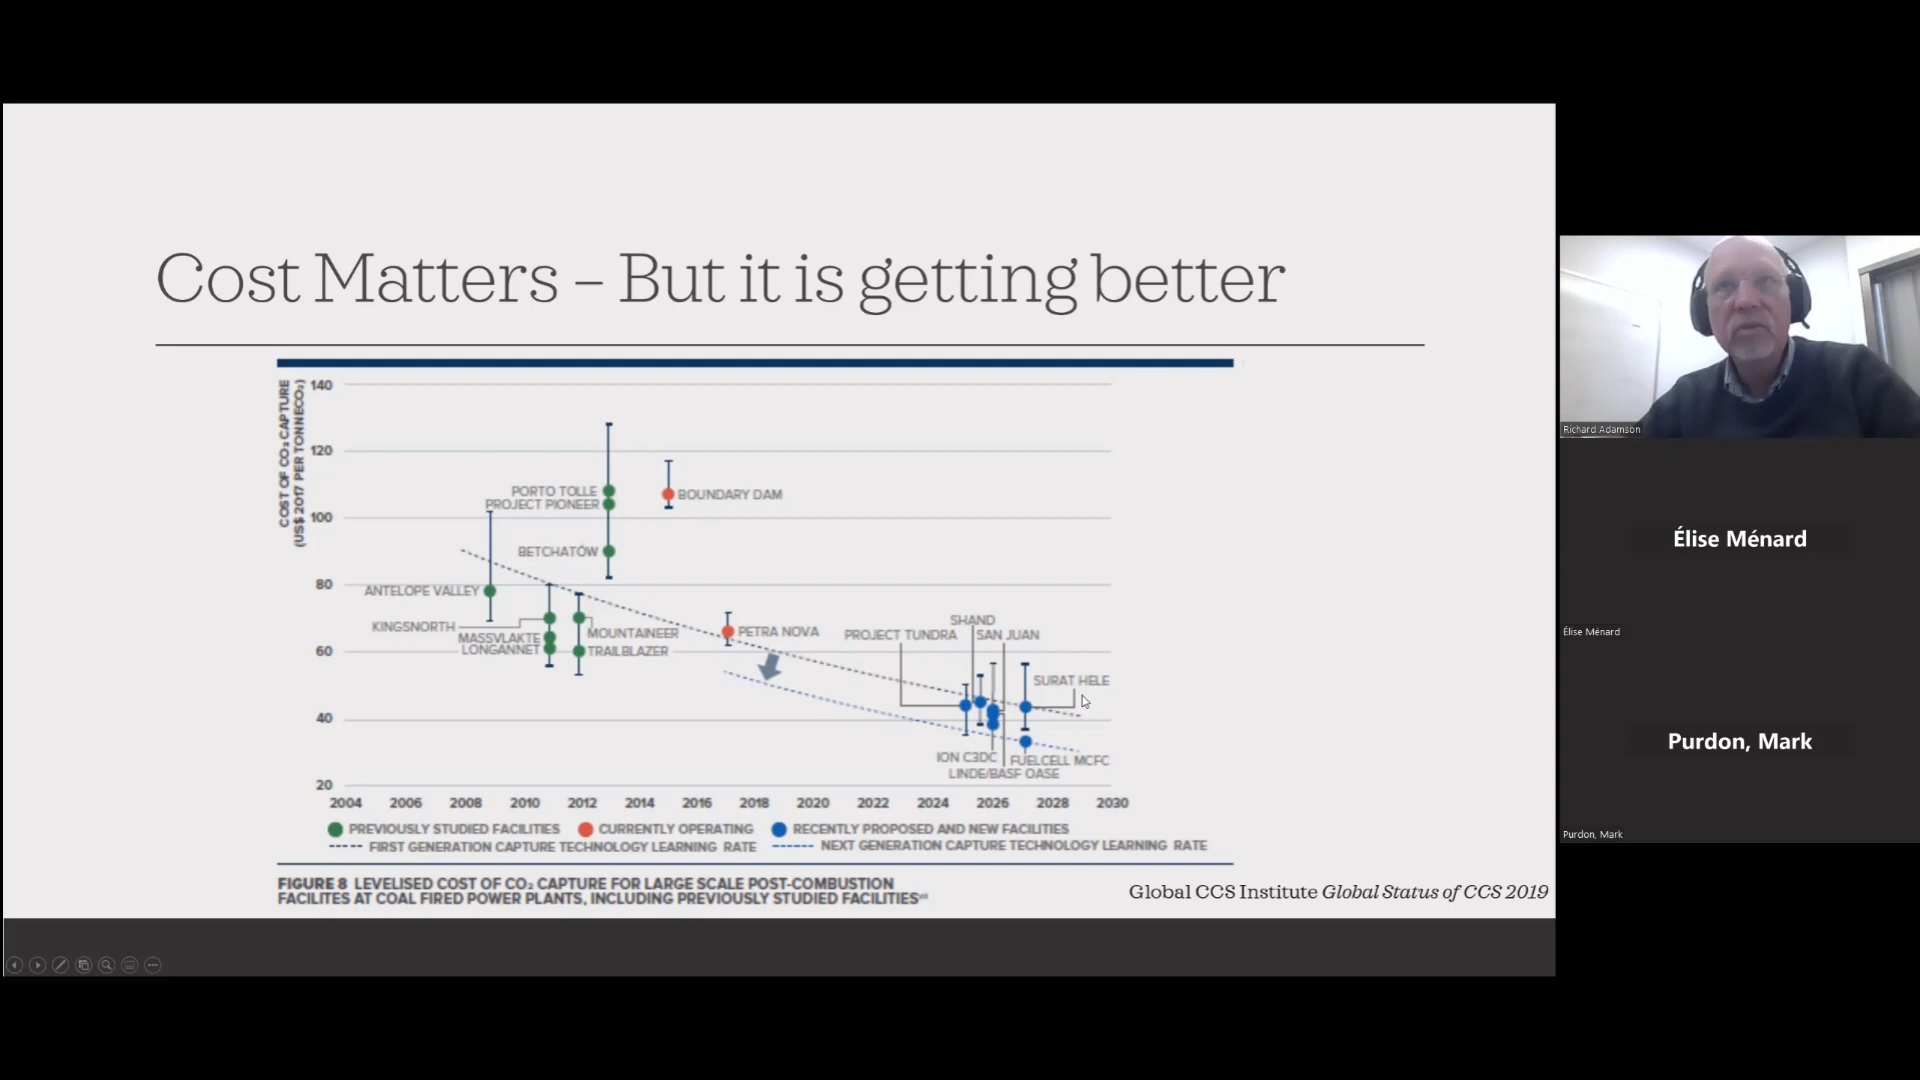 Cost Matters – But it is getting better
COST OF CO₂ CAPTURE
(US$ 2017 PER TONNECO₂)
140
120
100
80
60
40
20
PORTO TOLLE
PROJECT PIONEER
BOUNDARY DAM
BETCHATÓW
ANTELOPE VALLEY
KINGSNORTH
MASSVLAKTE
LONGANNET
MOUNTAINEER
TRAILBLAZER
PETRA NOVA
SHAND
PROJECT TUNDRA
SAN JUAN
SURAT HELE
ION C3DC
FUELCELL MCFC
LINDE/BASF OASE
2004 2006 2008 2010 2012 2014 2016 2018 2020 2022 2024 2026 2028 2030
PREVIOUSLY STUDIED FACILITIES CURRENTLY OPERATING RECENTLY PROPOSED AND NEW FACILITIES
FIRST GENERATION CAPTURE TECHNOLOGY LEARNING RATE NEXT GENERATION CAPTURE TECHNOLOGY LEARNING RATE
FIGURE 8 LEVELISED COST OF CO₂ CAPTURE FOR LARGE SCALE POST-COMBUSTION
FACILITES AT COAL FIRED POWER PLANTS, INCLUDING PREVIOUSLY STUDIED FACILITIES
Global CCS Institute Global Status of CCS 2019
Richard Adamson
Élise Ménard
Élise Ménard
Purdon, Mark
Purdon, Mark